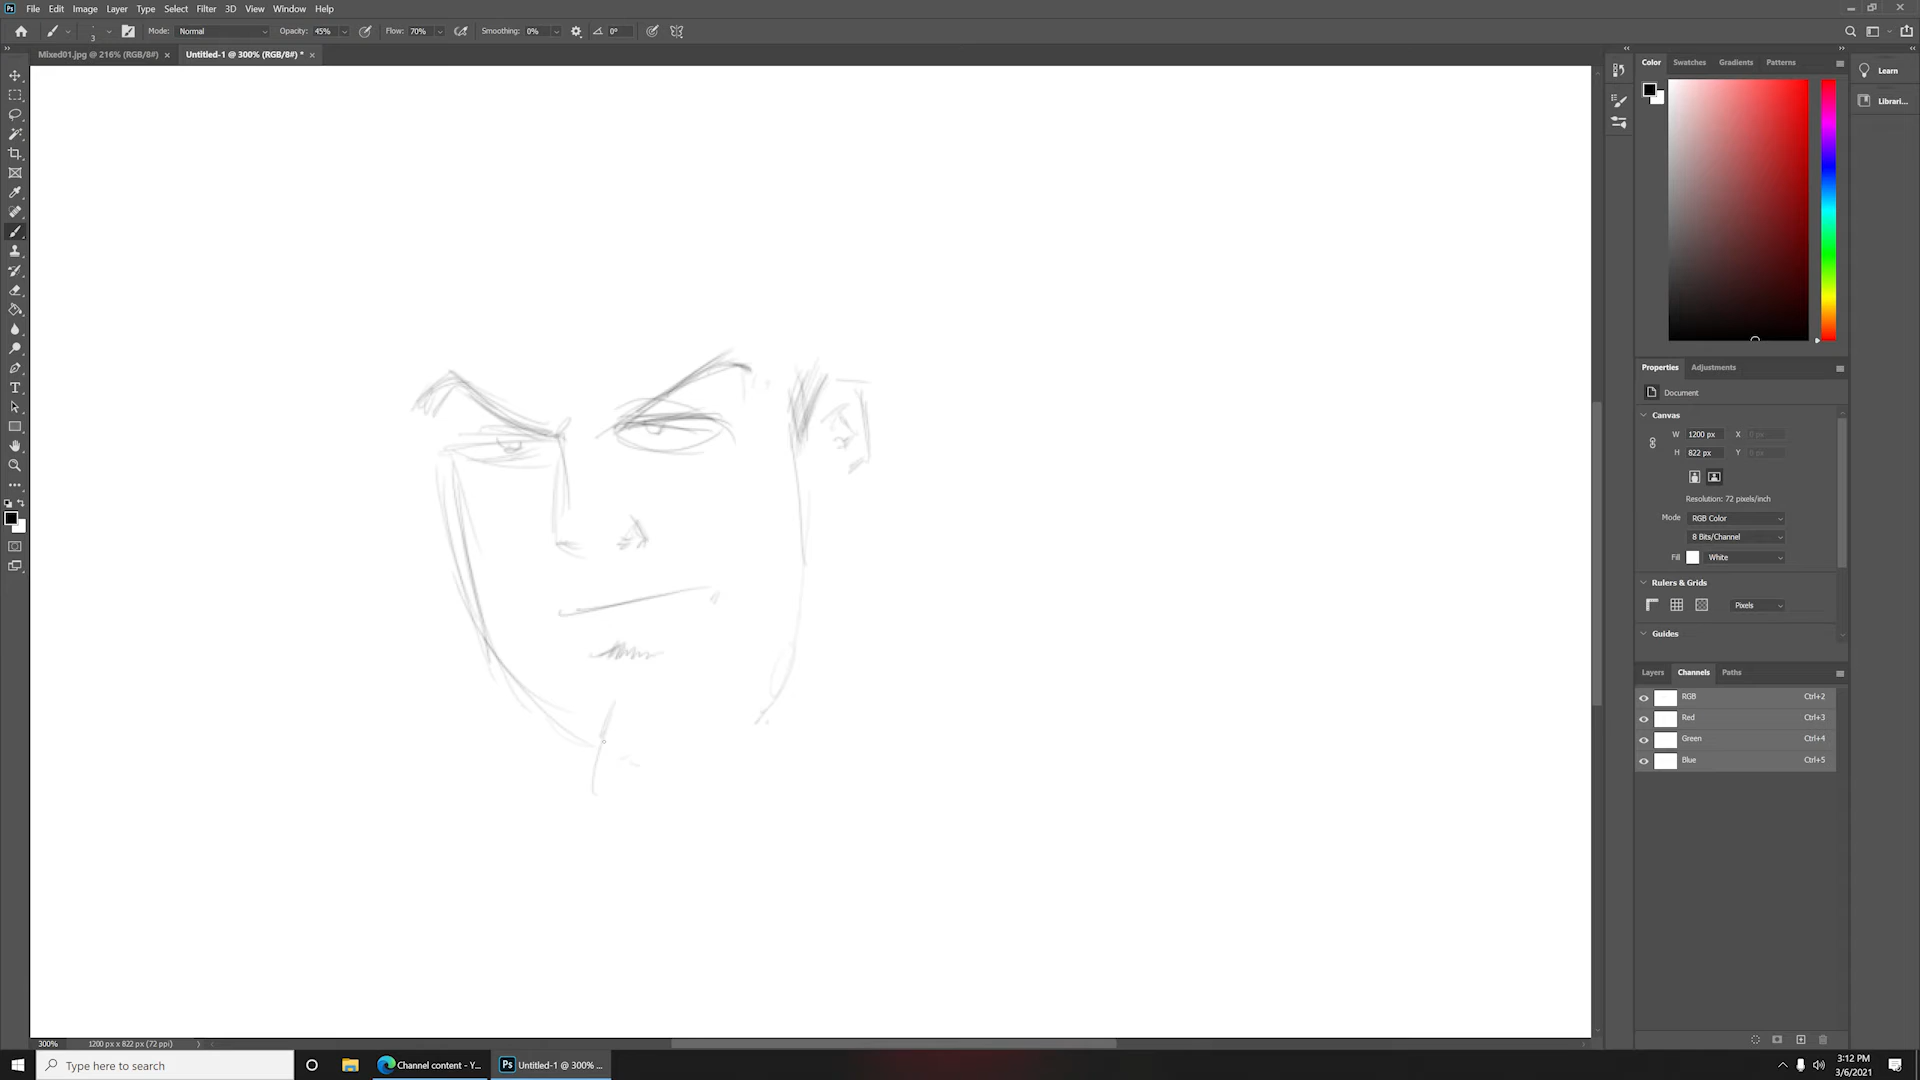 Ps File Edit Image Layer Type Select Filter 3D View Window Help
3 Mode: Normal Opacity: 45% Flow: 70% Smoothing: 0% 0°
Mixed01.jpg @ 216% (RGB/8#) × Untitled-1 @ 300% (RGB/8#) * ×
Color Swatches Gradients Patterns
Learn
Librari...
Properties Adjustments
Document
Canvas
W 1200 px X 0 px
H 822 px Y 0 px
Resolution: 72 pixels/inch
Mode RGB Color
8 Bits/Channel
Fill White
Rulers & Grids
Pixels
Guides
Layers Channels Paths
RGB Ctrl+2
Red Ctrl+3
Green Ctrl+4
Blue Ctrl+5
300% 1200 px x 822 px (72 ppi)
Type here to search
Channel content - Y...
Ps Untitled-1 @ 300% ...
3:12 PM
3/6/2021